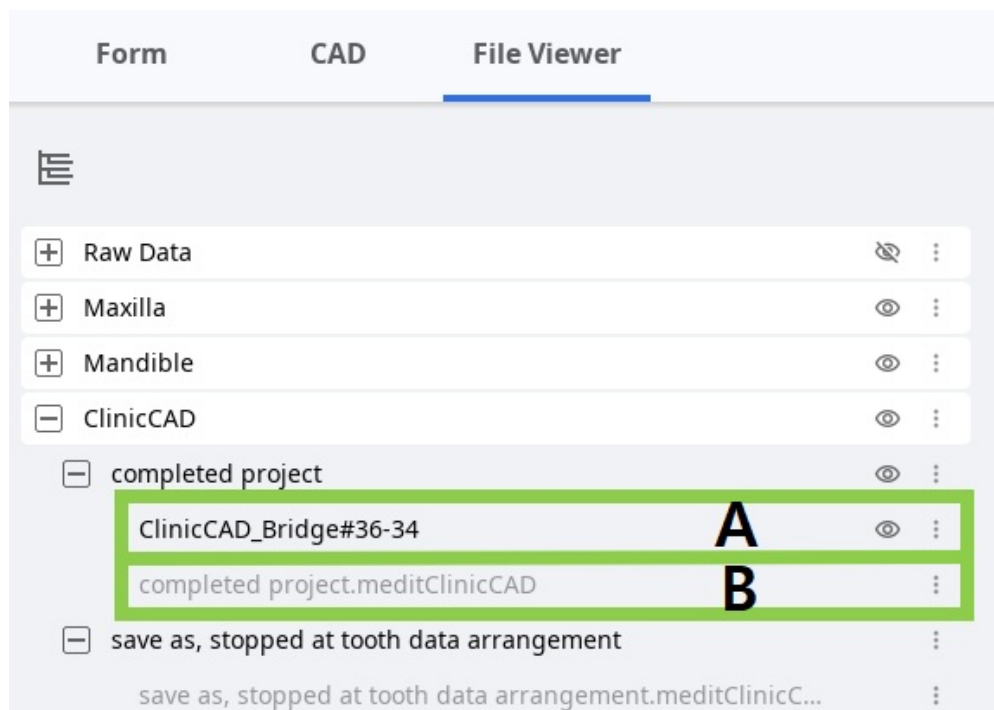 Form CAD File Viewer
Raw Data
Maxilla
Mandible
ClinicCAD
completed project
ClinicCAD_Bridge#36-34 A
completed project.meditClinicCAD B
save as, stopped at tooth data arrangement
save as, stopped at tooth data arrangement.meditClinicC...